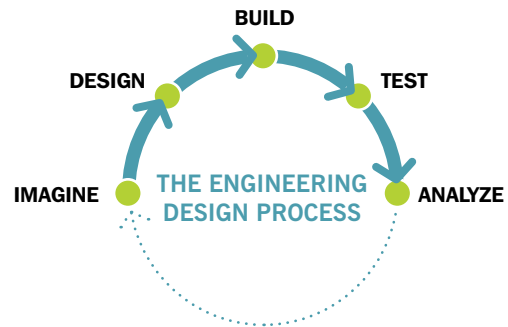 BUILD
DESIGN
TEST
IMAGINE
THE ENGINEERING
DESIGN PROCESS
ANALYZE